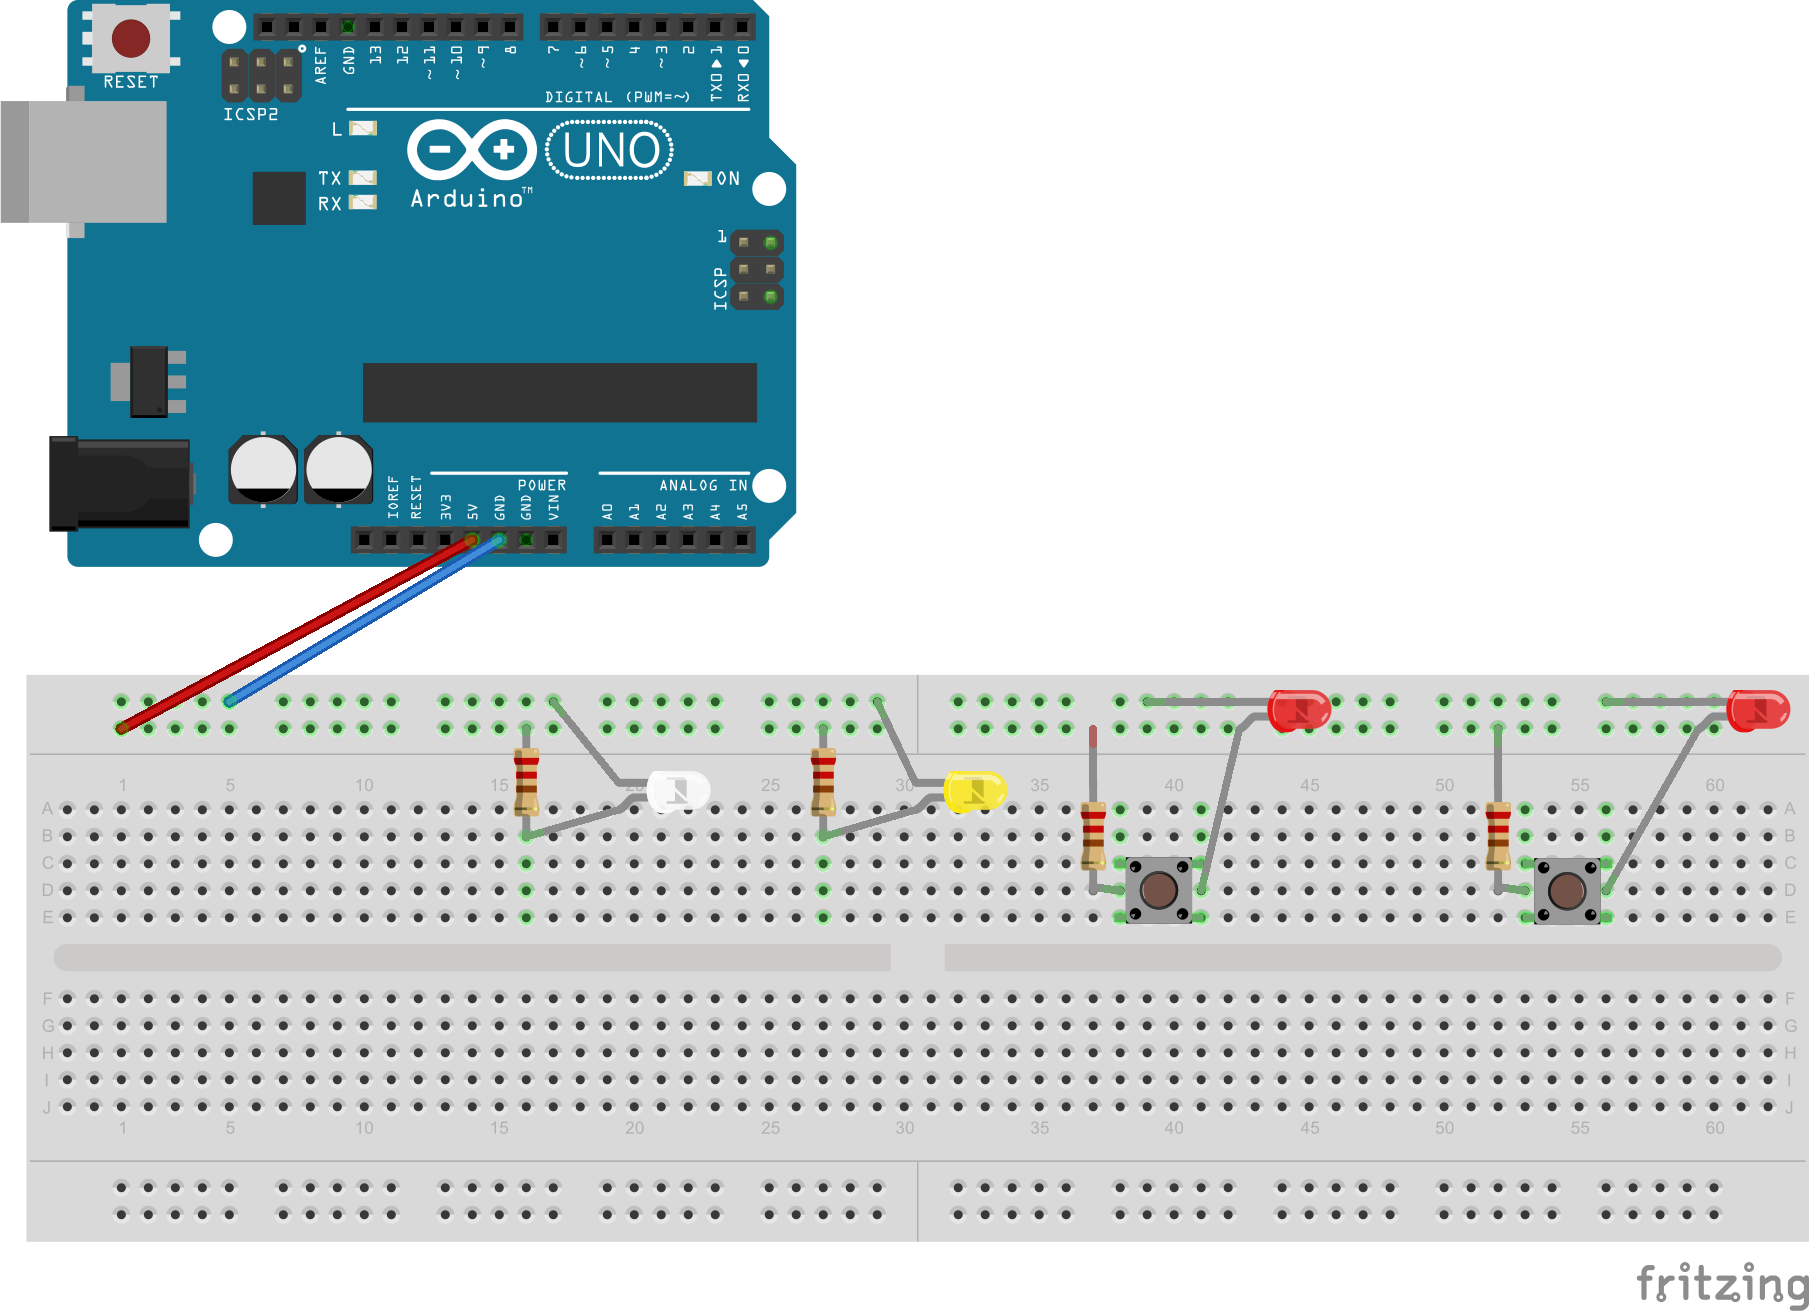 RESET
ICSP2
AREF
GND
13
12
~11
~10
~9
8
7
~6
~5
4
~3
2
TX0▶1
RX0◀0
DIGITAL (PWM=~)
L
TX
RX
Arduino™
UNO
ON
1
ICSP
POWER
ANALOG IN
IOREF
RESET
3V3
5V
GND
GND
VIN
A0
A1
A2
A3
A4
A5
1 5 10 15 20 25 30 35 40 45 50 55 60
A A
B B
C C
D D
E E
F F
G G
H H
I I
J J
1 5 10 15 20 25 30 35 40 45 50 55 60
fritzing